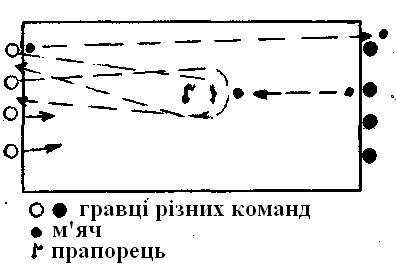 гравці різних команд
м'яч
прапорець